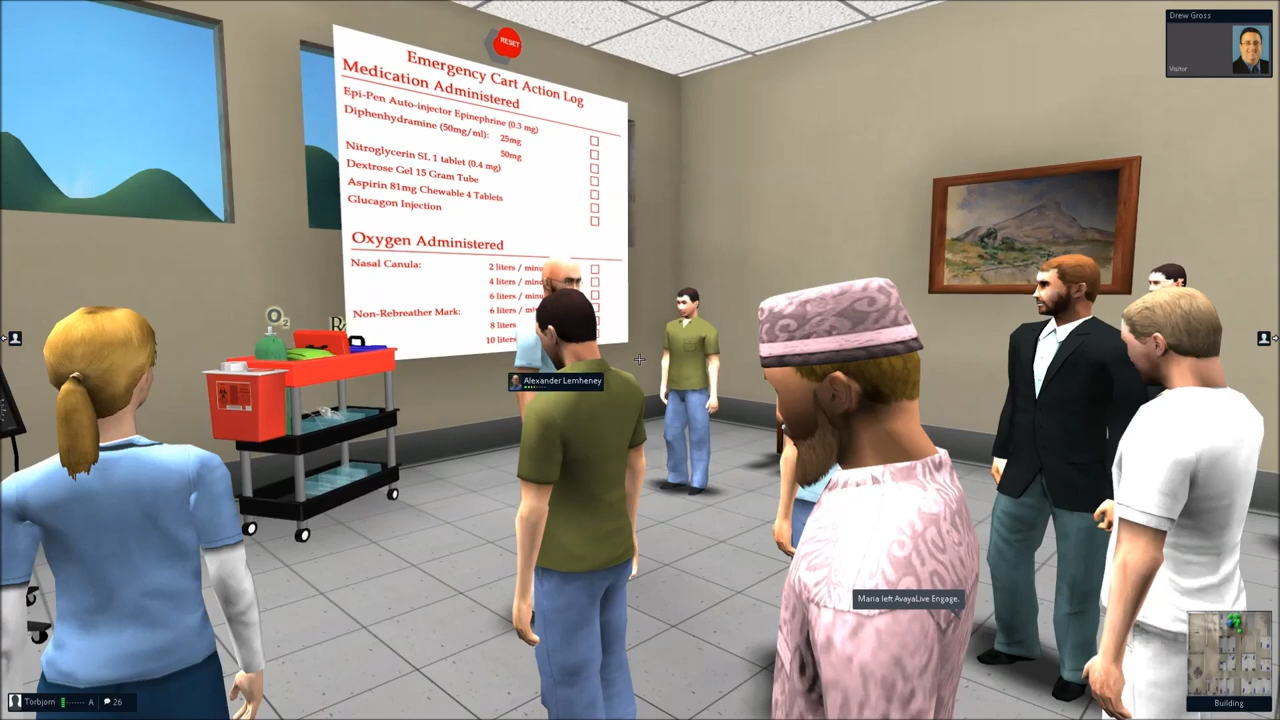 Drew Gross
Visitor
RESET
Emergency Cart Action Log
Medication Administered
Epi-Pen Auto-injector Epinephrine (0.3 mg)
Diphenhydramine (50mg/ml): 25mg
50mg
Nitroglycerin SL 1 tablet (0.4 mg)
Dextrose Gel 15 Gram Tube
Aspirin 81mg Chewable 4 Tablets
Glucagon Injection
Oxygen Administered
Nasal Canula: 2 liters / minu
4 liters / minu
6 liters / minu
Non-Rebreather Mark: 6 liters /
8 liters
10 liters
O2
Alexander Lemheney
Maria left AvayaLive Engage.
Torbjorn A 26
Building